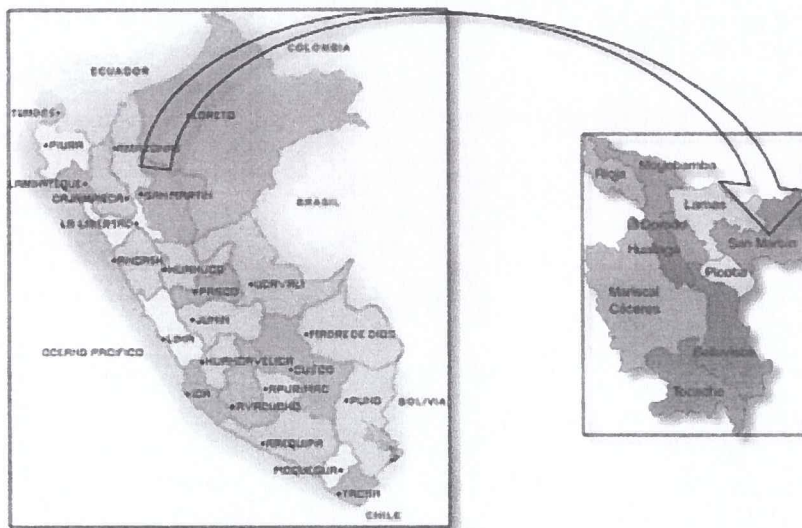 COLOMBIA
ECUADOR
TUMBES
LORETO
PIURA
AMAZONAS
LAMBAYEQUE
CAJAMARCA
SAN MARTIN
LA LIBERTAD
BRASIL
ANCASH
HUANUCO
UCAYALI
PASCO
JUNIN
LIMA
MADRE DE DIOS
OCEANO PACIFICO
HUANCAVELICA
CUSCO
ICA
APURIMAC
AYACUCHO
PUNO
BOLIVIA
AREQUIPA
MOQUEGUA
TACNA
CHILE
Moyobamba
Rioja
Lamas
El Dorado
San Martin
Huallaga
Picota
Mariscal
Cáceres
Bellavista
Tocache